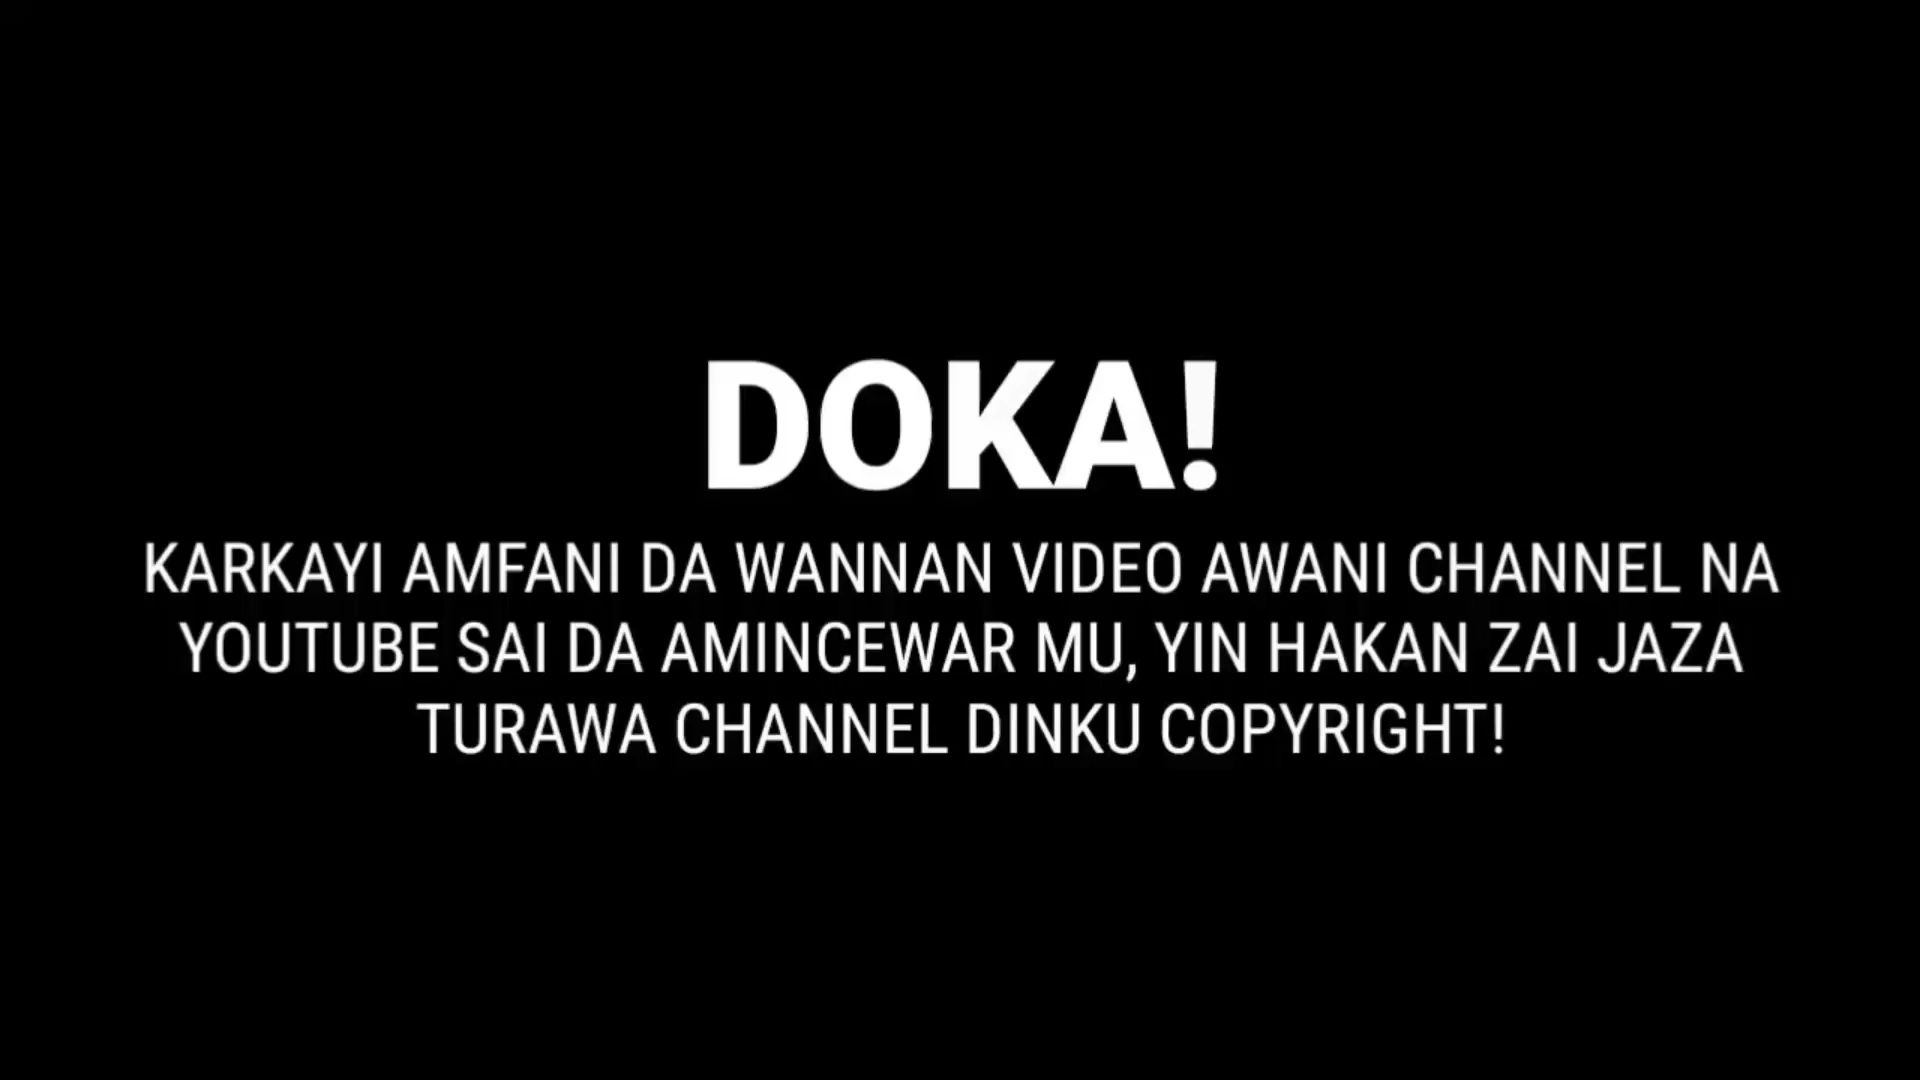 DOKA!
KARKAYI AMFANI DA WANNAN VIDEO AWANI CHANNEL NA
YOUTUBE SAI DA AMINCEWAR MU, YIN HAKAN ZAI JAZA
TURAWA CHANNEL DINKU COPYRIGHT!